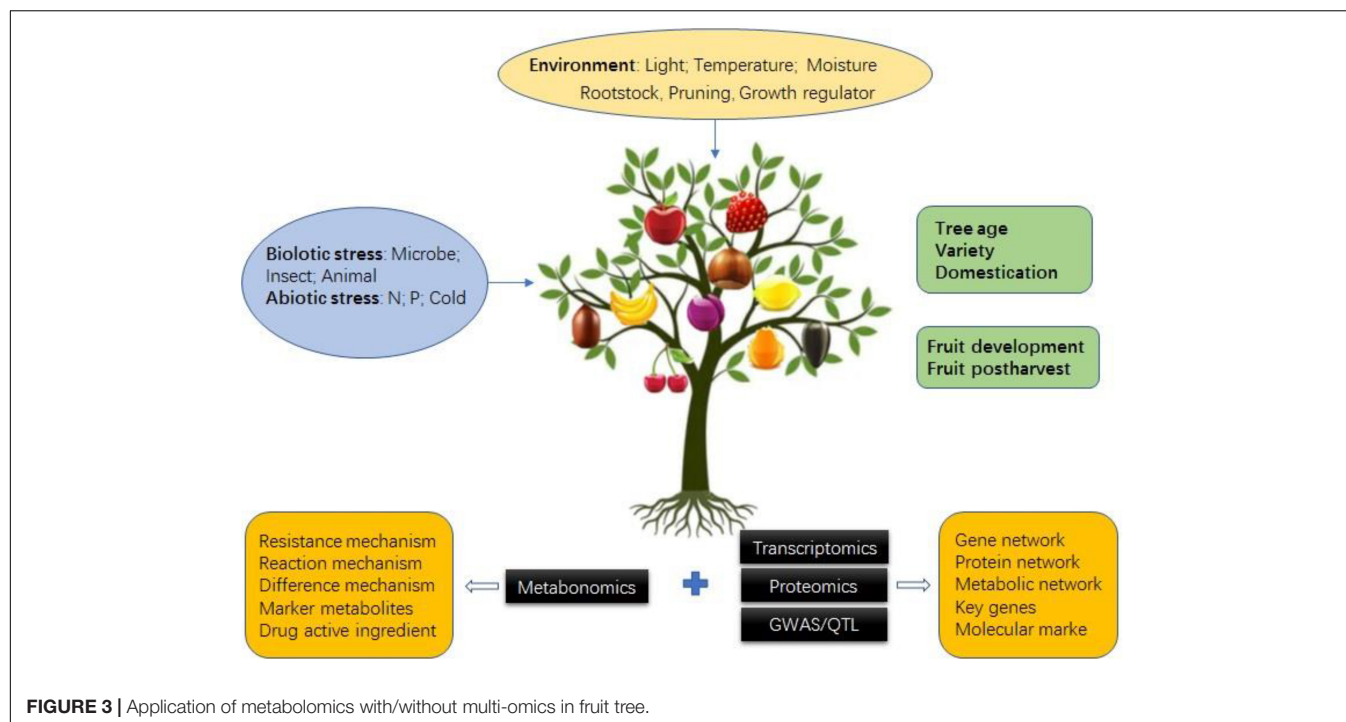 Environment: Light; Temperature; Moisture
Rootstock, Pruning, Growth regulator
Biolotic stress: Microbe;
Insect; Animal
Abiotic stress: N; P; Cold
Tree age
Variety
Domestication
Fruit development
Fruit postharvest
Resistance mechanism
Reaction mechanism
Difference mechanism
Marker metabolites
Drug active ingredient
Metabonomics
Transcriptomics
Proteomics
GWAS/QTL
Gene network
Protein network
Metabolic network
Key genes
Molecular marke
FIGURE 3 | Application of metabolomics with/without multi-omics in fruit tree.